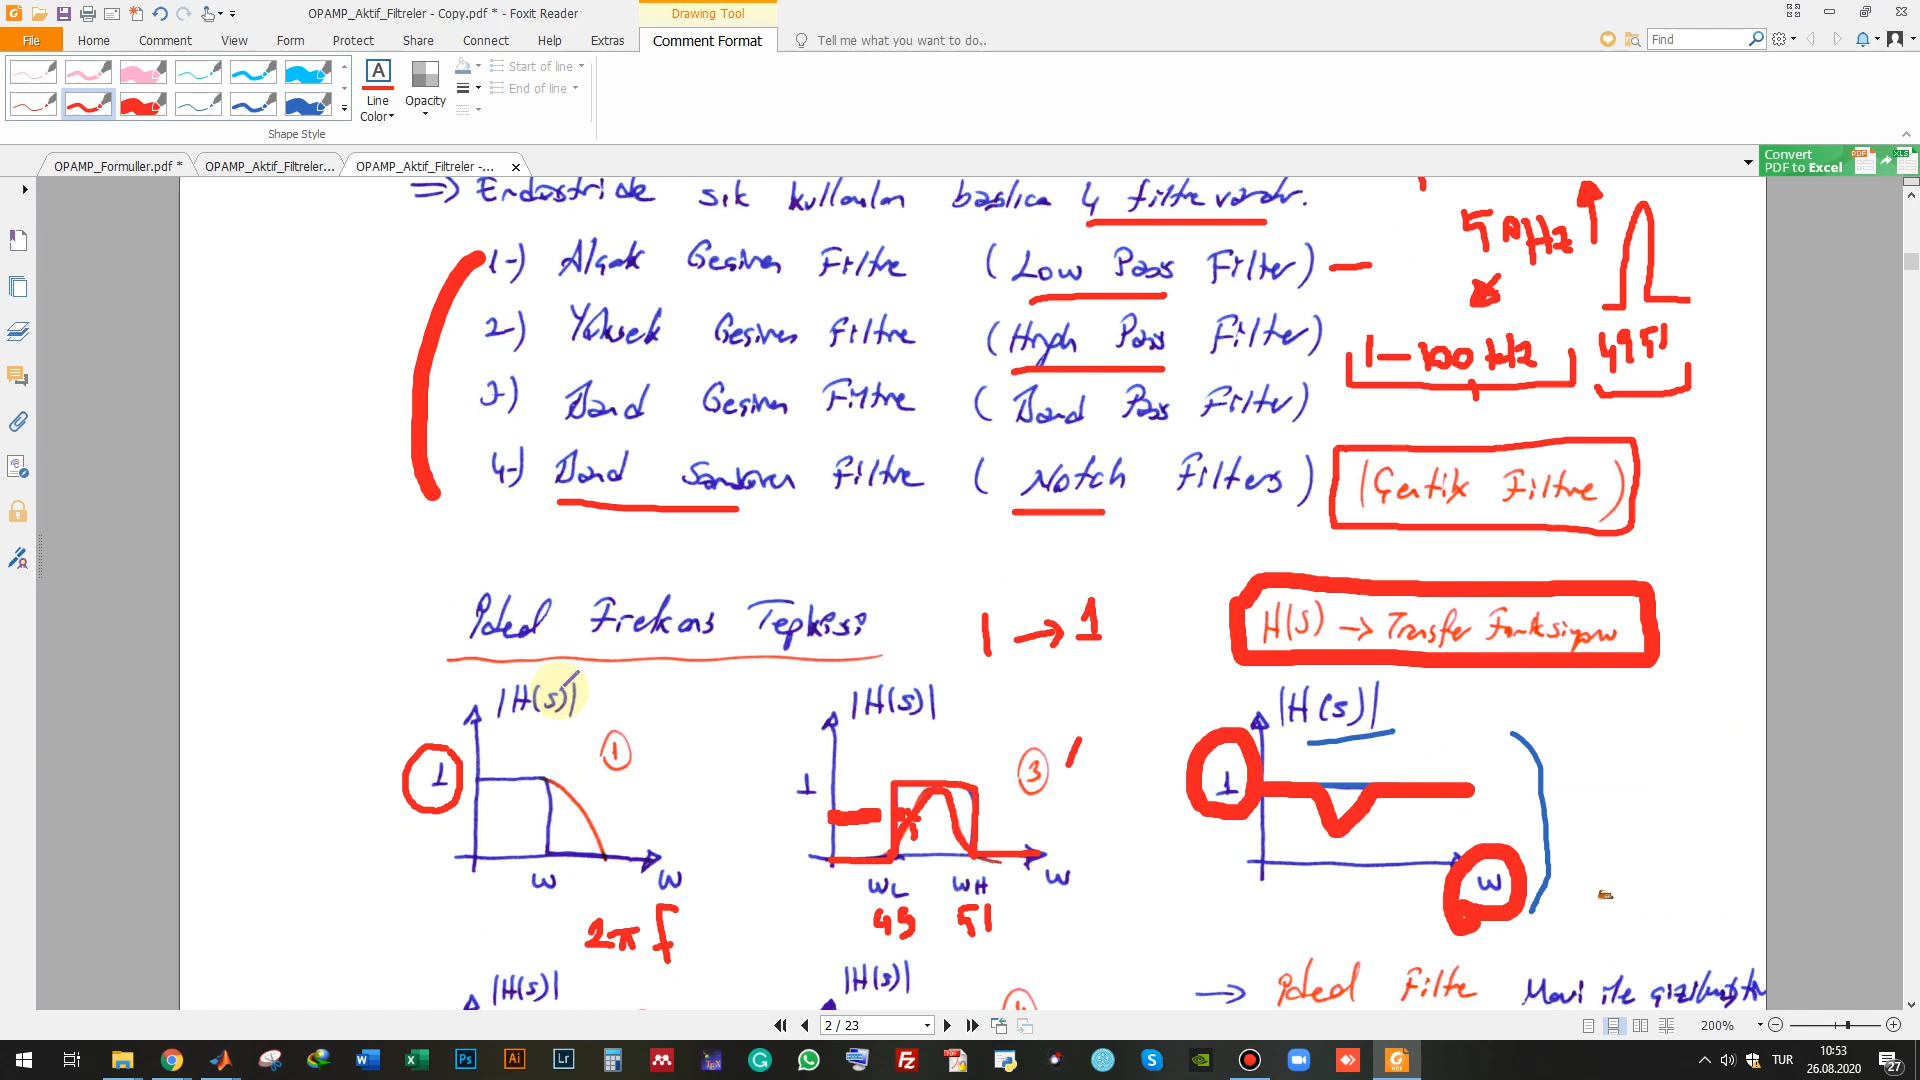 OPAMP_Aktif_Filtreler - Copy.pdf * - Foxit Reader
Drawing Tool
File Home Comment View Form Protect Share Connect Help Extras Comment Format Tell me what you want to do.. Find
Start of line
End of line
Line Color
Opacity
Shape Style
OPAMP_Formuller.pdf * OPAMP_Aktif_Filtreler... OPAMP_Aktif_Filtreler -...
Convert PDF to Excel
PDF
XLS
=> Endüstride sık kullanılan başlıca 4 filtre vardır.
1-) Alçak Geçiren Filtre (Low Pass Filter)
2-) Yüksek Geçiren Filtre (High Pass Filter)
3-) Band Geçiren Filtre (Band Pass Filter)
4-) Band Söndüren Filtre (Notch Filters) (Çentik Filtre)
1-100 kHz
49 51
İdeal Frekans Tepkisi
1 → 1
H(s) → Transfer Fonksiyonu
|H(s)| |H(s)| |H(s)|
1 1 1
1 3
w w wL wH w w
2π f 49 51
|H(s)| |H(s)|
→ İdeal Filtre Mavi ile
2 / 23
200%
TUR
10:53
26.08.2020
27